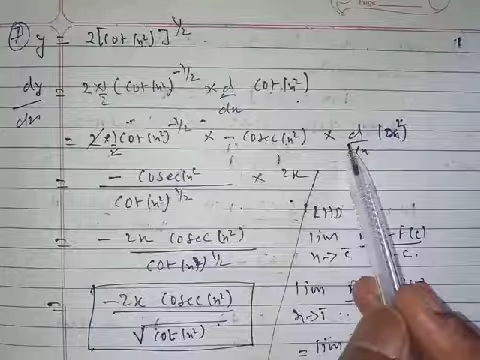 7) y = 2[cot(x²)]^1/2
dy/dx = 2×1/2 (cot(x²))^-1/2 × d/dx cot(x²)
= 2×1/2 cot(x²)^-1/2 × - cosec(x²) × d/dx (x²)
- cosec(x²) / cot(x²)^1/2 × 2x
= - 2x cosec(x²) / cot(x²)^1/2
= -2x cosec(x²) / √cot(x²)
LHD
lim x->c - f(c) / - c
lim x->1
= lim